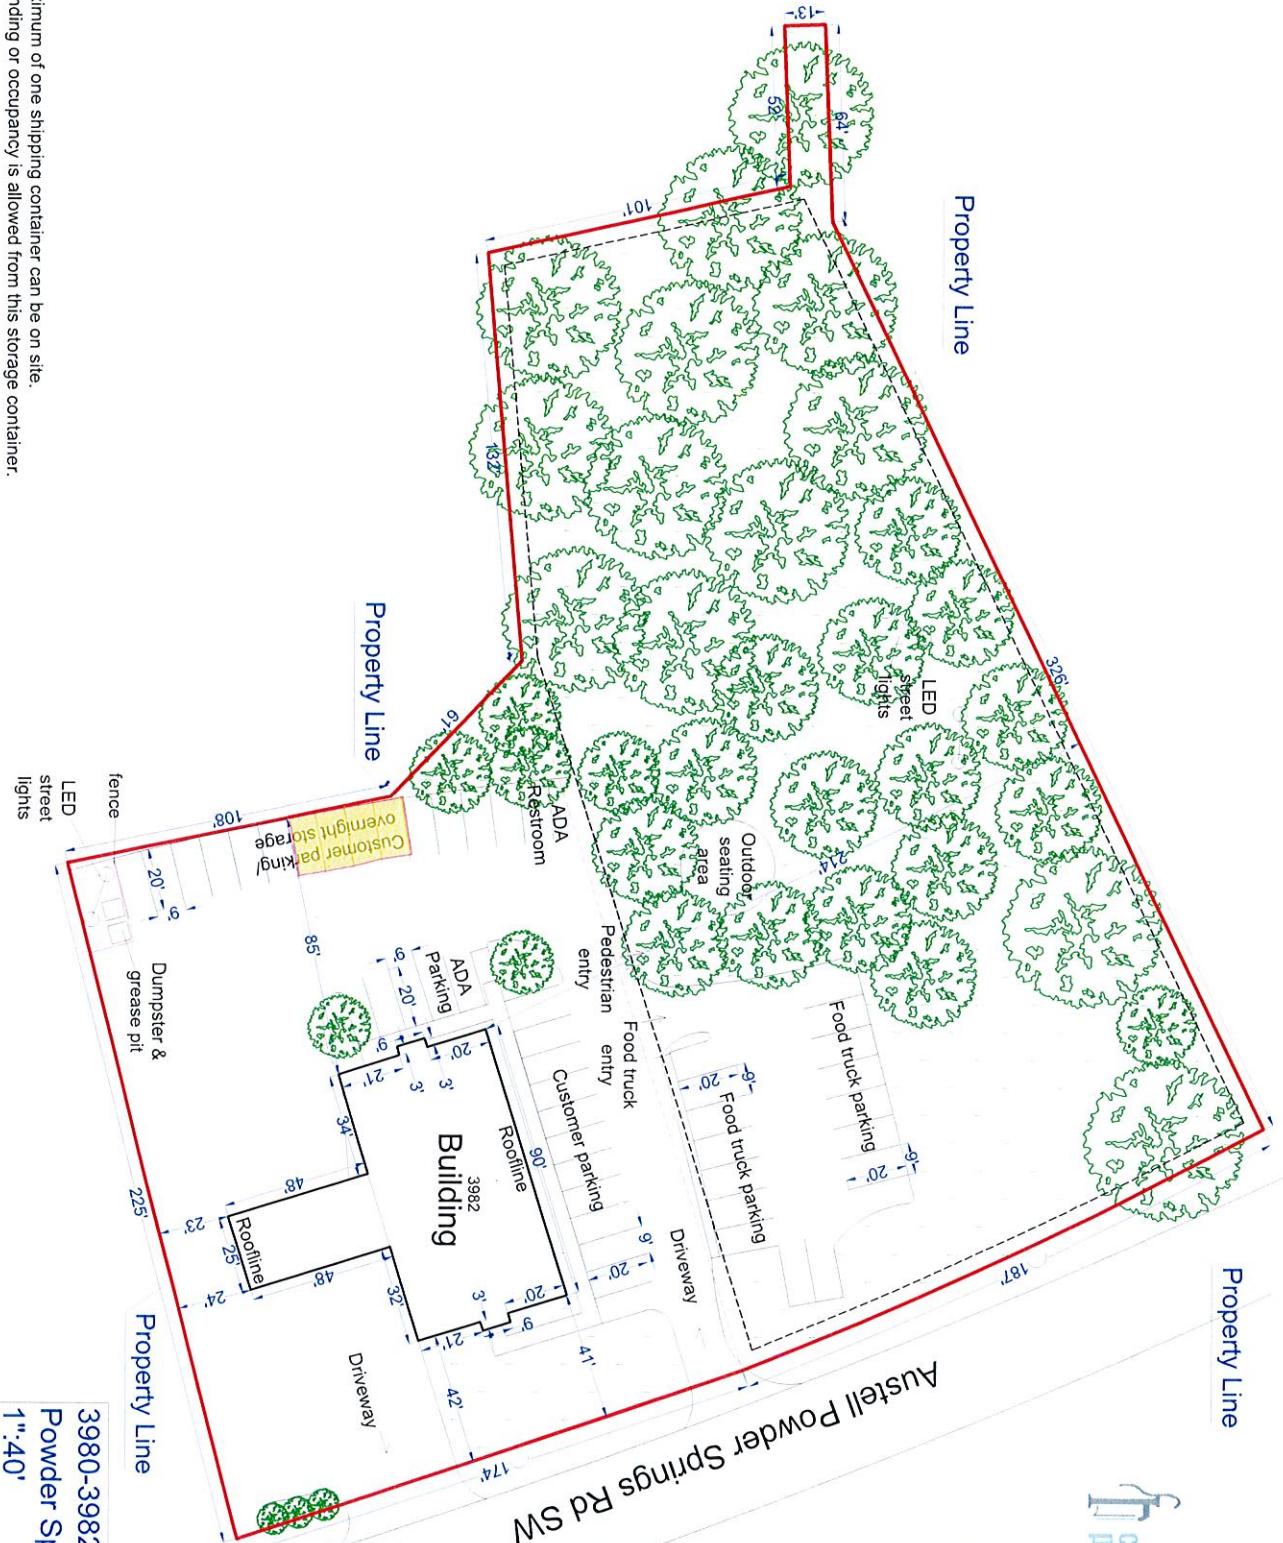 Property Line
Property Line
Property Line
Property Line
13'
64'
52'
101'
132'
326'
61'
108'
214'
187'
225'
174'
LED
street
lights
Outdoor
seating
area
ADA
Restroom
Pedestrian
entry
Food truck
entry
Food truck parking
Food truck parking
9'
20'
9'
20'
Customer parking
9'
20'
Driveway
Customer parking/
overnight storage
ADA
Parking
9'
20'
9'
20'
21'
3'
3'
34'
48'
48'
25'
32'
90'
Roofline
Roofline
3982
Building
20'
3'
9'
21'
41'
42'
85'
23'
24'
Driveway
fence
LED
street
lights
20'
9'
Dumpster &
grease pit
Austell Powder Springs Rd SW
of one shipping container can be on site.
or occupancy is allowed from this storage container.
3980-3982
Powder
1":40'